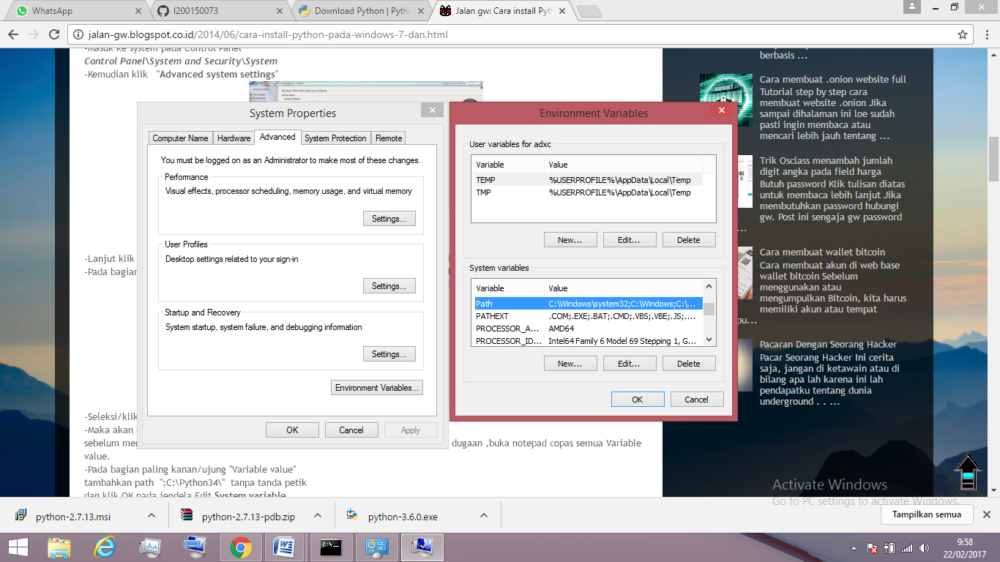 WhatsApp
l200150073
Download Python | Pytho
Jalan gw: Cara install Pyt
jalan-gw.blogspot.co.id/2014/06/cara-install-python-pada-windows-7-dan.html
-Masuk ke system pada Control Panel
Control Panel\System and Security\System
-Kemudian klik "Advanced system settings"
-Lanjut klik
-Pada bagian
-Seleksi/klik
-Maka akan
sebelum me
dugaan ,buka notepad copas semua Variable
value.
-Pada bagian paling kanan/ujung "Variable value"
tambahkan path ";C:\Python34\" tanpa tanda petik
dan klik OK pada jendela Edit System variable
System Properties
Computer Name
Hardware
Advanced
System Protection
Remote
You must be logged on as an Administrator to make most of these changes.
Performance
Visual effects, processor scheduling, memory usage, and virtual memory
Settings...
User Profiles
Desktop settings related to your sign-in
Settings...
Startup and Recovery
System startup, system failure, and debugging information
Settings...
Environment Variables...
OK
Cancel
Apply
Environment Variables
User variables for adxc
Variable Value
TEMP %USERPROFILE%\AppData\Local\Temp
TMP %USERPROFILE%\AppData\Local\Temp
New...
Edit...
Delete
System variables
Variable Value
Path C:\Windows\system32;C:\Windows;C:\...
PATHEXT .COM;.EXE;.BAT;.CMD;.VBS;.VBE;.JS;....
PROCESSOR_A... AMD64
PROCESSOR_ID... Intel64 Family 6 Model 69 Stepping 1, G...
New...
Edit...
Delete
OK
Cancel
berbasis ...
Cara membuat .onion website full
Tutorial step by step cara
membuat website .onion Jika
sampai dihalaman ini loe sudah
pasti ingin membaca atau
mencari lebih jauh tentang ...
Trik Osclass menambah jumlah
digit angka pada field harga
Butuh password Klik tulisan diatas
untuk membaca lebih lanjut Jika
membutuhkan password hubungi
gw. Post ini sengaja gw password
...
Cara membuat wallet bitcoin
Cara membuat akun di web base
wallet bitcoin Sebelum
menggunakan atau
mengumpulkan Bitcoin, kita harus
memiliki akun atau tempat
pu...
Pacaran Dengan Seorang Hacker
Pacar Seorang Hacker Ini cerita
saja, jangan di ketawain atau di
bilang apa lah karena ini lah
pendapatku tentang dunia
underground . . ...
Activate Windows
Go to PC settings to activate Windows.
python-2.7.13.msi
python-2.7.13-pdb.zip
python-3.6.0.exe
Tampilkan semua
9:58
22/02/2017